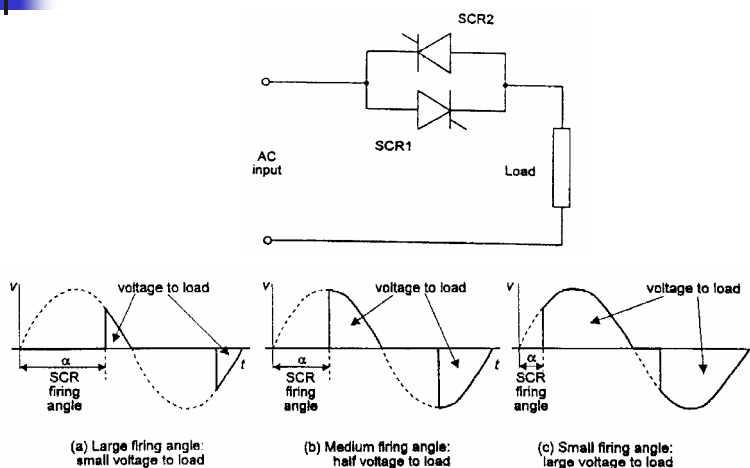 SCR2
SCR1
AC
input
Load
v
voltage to load
α
t
SCR
firing
angle
(a) Large firing angle:
small voltage to load
v
voltage to load
α
t
SCR
firing
angle
(b) Medium firing angle:
half voltage to load
v
voltage to load
α
SCR
firing
angle
(c) Small firing angle:
large voltage to load